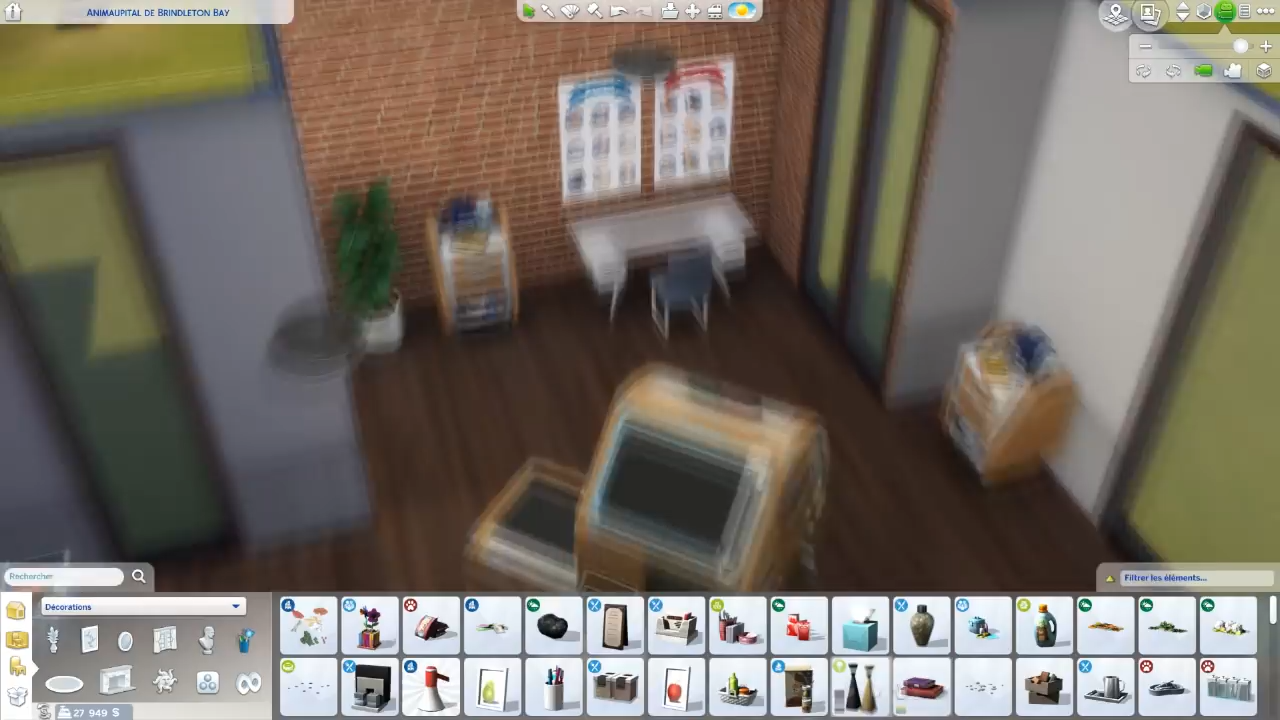 Animaupital de Brindleton Bay
Rechercher
Filtrer les éléments...
Décorations
27 949 $